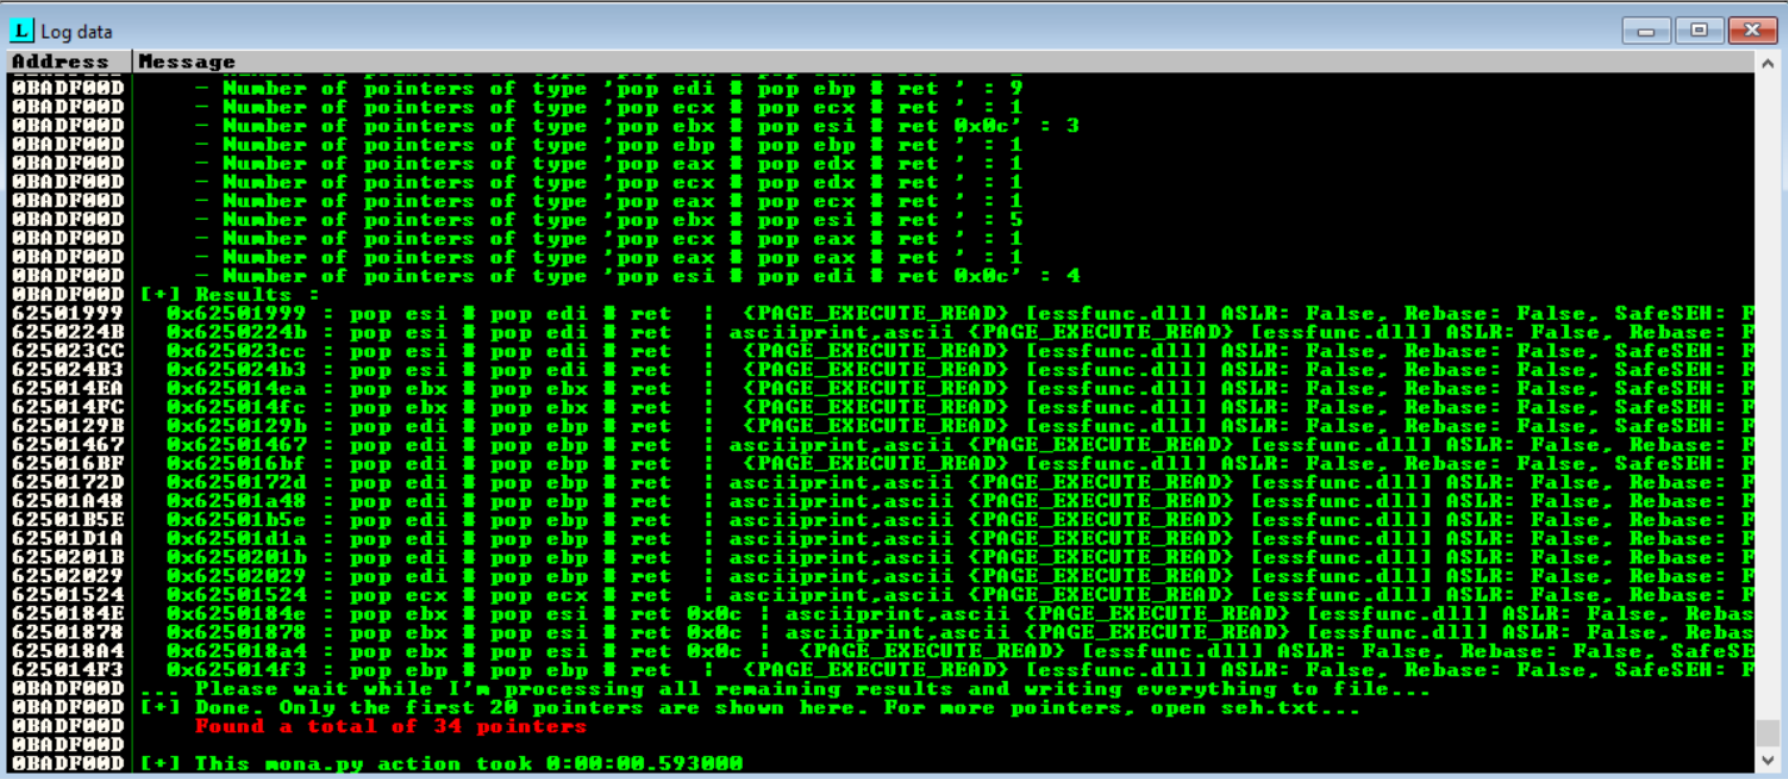 L Log data
Address Message
0BADF00D - Number of pointers of type 'pop edi # pop ebp # ret ' : 9
0BADF00D - Number of pointers of type 'pop ecx # pop ecx # ret ' : 1
0BADF00D - Number of pointers of type 'pop ebx # pop esi # ret 0x0c' : 3
0BADF00D - Number of pointers of type 'pop ebp # pop ebp # ret ' : 1
0BADF00D - Number of pointers of type 'pop eax # pop edx # ret ' : 1
0BADF00D - Number of pointers of type 'pop ecx # pop edx # ret ' : 1
0BADF00D - Number of pointers of type 'pop eax # pop ecx # ret ' : 1
0BADF00D - Number of pointers of type 'pop ebx # pop esi # ret ' : 5
0BADF00D - Number of pointers of type 'pop ecx # pop eax # ret ' : 1
0BADF00D - Number of pointers of type 'pop eax # pop eax # ret ' : 1
0BADF00D - Number of pointers of type 'pop esi # pop edi # ret 0x0c' : 4
0BADF00D [+] Results :
62501999 0x62501999 : pop esi # pop edi # ret | {PAGE_EXECUTE_READ} [essfunc.dll] ASLR: False, Rebase: False, SafeSEH: F
6250224B 0x6250224b : pop esi # pop edi # ret | asciiprint,ascii {PAGE_EXECUTE_READ} [essfunc.dll] ASLR: False, Rebase: F
625023CC 0x625023cc : pop esi # pop edi # ret | {PAGE_EXECUTE_READ} [essfunc.dll] ASLR: False, Rebase: False, SafeSEH: F
625024B3 0x625024b3 : pop esi # pop edi # ret | {PAGE_EXECUTE_READ} [essfunc.dll] ASLR: False, Rebase: False, SafeSEH: F
625014EA 0x625014ea : pop ebx # pop ebx # ret | {PAGE_EXECUTE_READ} [essfunc.dll] ASLR: False, Rebase: False, SafeSEH: F
625014FC 0x625014fc : pop ebx # pop ebx # ret | {PAGE_EXECUTE_READ} [essfunc.dll] ASLR: False, Rebase: False, SafeSEH: F
6250129B 0x6250129b : pop edi # pop ebp # ret | {PAGE_EXECUTE_READ} [essfunc.dll] ASLR: False, Rebase: False, SafeSEH: F
62501467 0x62501467 : pop edi # pop ebp # ret | asciiprint,ascii {PAGE_EXECUTE_READ} [essfunc.dll] ASLR: False, Rebase: F
625016BF 0x625016bf : pop edi # pop ebp # ret | {PAGE_EXECUTE_READ} [essfunc.dll] ASLR: False, Rebase: False, SafeSEH: F
6250172D 0x6250172d : pop edi # pop ebp # ret | asciiprint,ascii {PAGE_EXECUTE_READ} [essfunc.dll] ASLR: False, Rebase: F
62501A48 0x62501a48 : pop edi # pop ebp # ret | asciiprint,ascii {PAGE_EXECUTE_READ} [essfunc.dll] ASLR: False, Rebase: F
62501B5E 0x62501b5e : pop edi # pop ebp # ret | asciiprint,ascii {PAGE_EXECUTE_READ} [essfunc.dll] ASLR: False, Rebase: F
62501D1A 0x62501d1a : pop edi # pop ebp # ret | asciiprint,ascii {PAGE_EXECUTE_READ} [essfunc.dll] ASLR: False, Rebase: F
6250201B 0x6250201b : pop edi # pop ebp # ret | asciiprint,ascii {PAGE_EXECUTE_READ} [essfunc.dll] ASLR: False, Rebase: F
62502029 0x62502029 : pop edi # pop ebp # ret | asciiprint,ascii {PAGE_EXECUTE_READ} [essfunc.dll] ASLR: False, Rebase: F
62501524 0x62501524 : pop ecx # pop ecx # ret | asciiprint,ascii {PAGE_EXECUTE_READ} [essfunc.dll] ASLR: False, Rebase: F
6250184E 0x6250184e : pop ebx # pop esi # ret 0x0c | asciiprint,ascii {PAGE_EXECUTE_READ} [essfunc.dll] ASLR: False, Rebas
62501878 0x62501878 : pop ebx # pop esi # ret 0x0c | asciiprint,ascii {PAGE_EXECUTE_READ} [essfunc.dll] ASLR: False, Rebas
625018A4 0x625018a4 : pop ebx # pop esi # ret 0x0c | {PAGE_EXECUTE_READ} [essfunc.dll] ASLR: False, Rebase: False, SafeSE
625014F3 0x625014f3 : pop ebp # pop ebp # ret | {PAGE_EXECUTE_READ} [essfunc.dll] ASLR: False, Rebase: False, SafeSEH: F
0BADF00D ... Please wait while I'm processing all remaining results and writing everything to file...
0BADF00D [+] Done. Only the first 20 pointers are shown here. For more pointers, open seh.txt...
0BADF00D Found a total of 34 pointers
0BADF00D
0BADF00D [+] This mona.py action took 0:00:00.593000